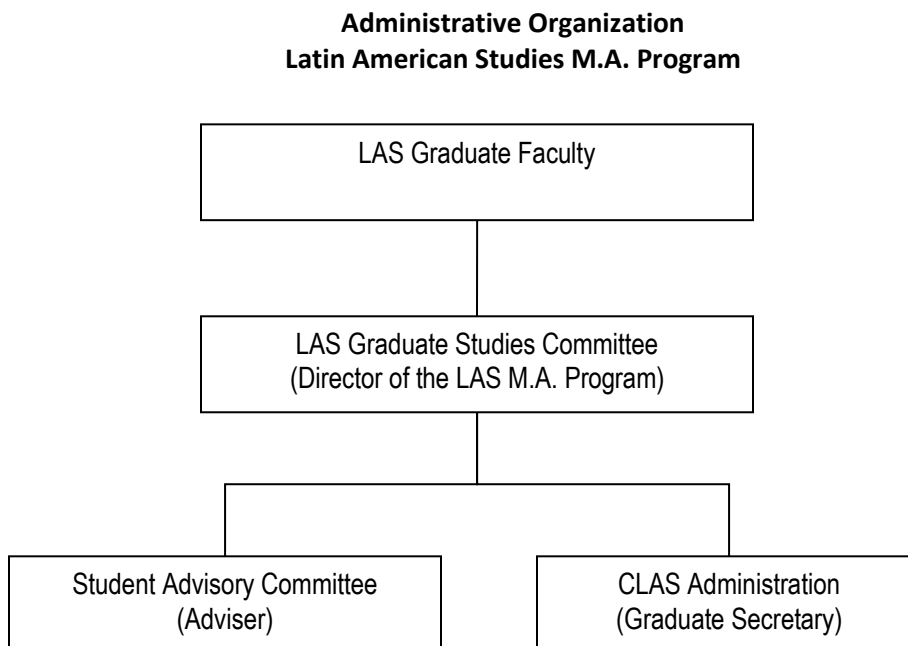 Administrative Organization
Latin American Studies M.A. Program
LAS Graduate Faculty
LAS Graduate Studies Committee
(Director of the LAS M.A. Program)
Student Advisory Committee
(Adviser)
CLAS Administration
(Graduate Secretary)